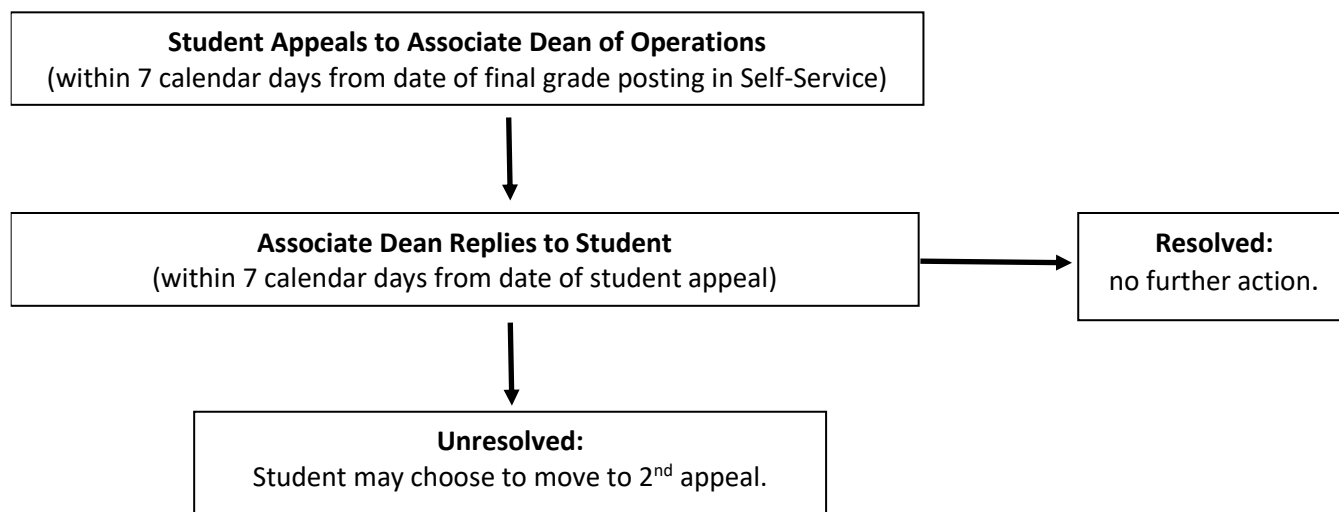 Student Appeals to Associate Dean of Operations
(within 7 calendar days from date of final grade posting in Self-Service)
Associate Dean Replies to Student
(within 7 calendar days from date of student appeal)
Resolved:
no further action.
Unresolved:
Student may choose to move to 2nd appeal.